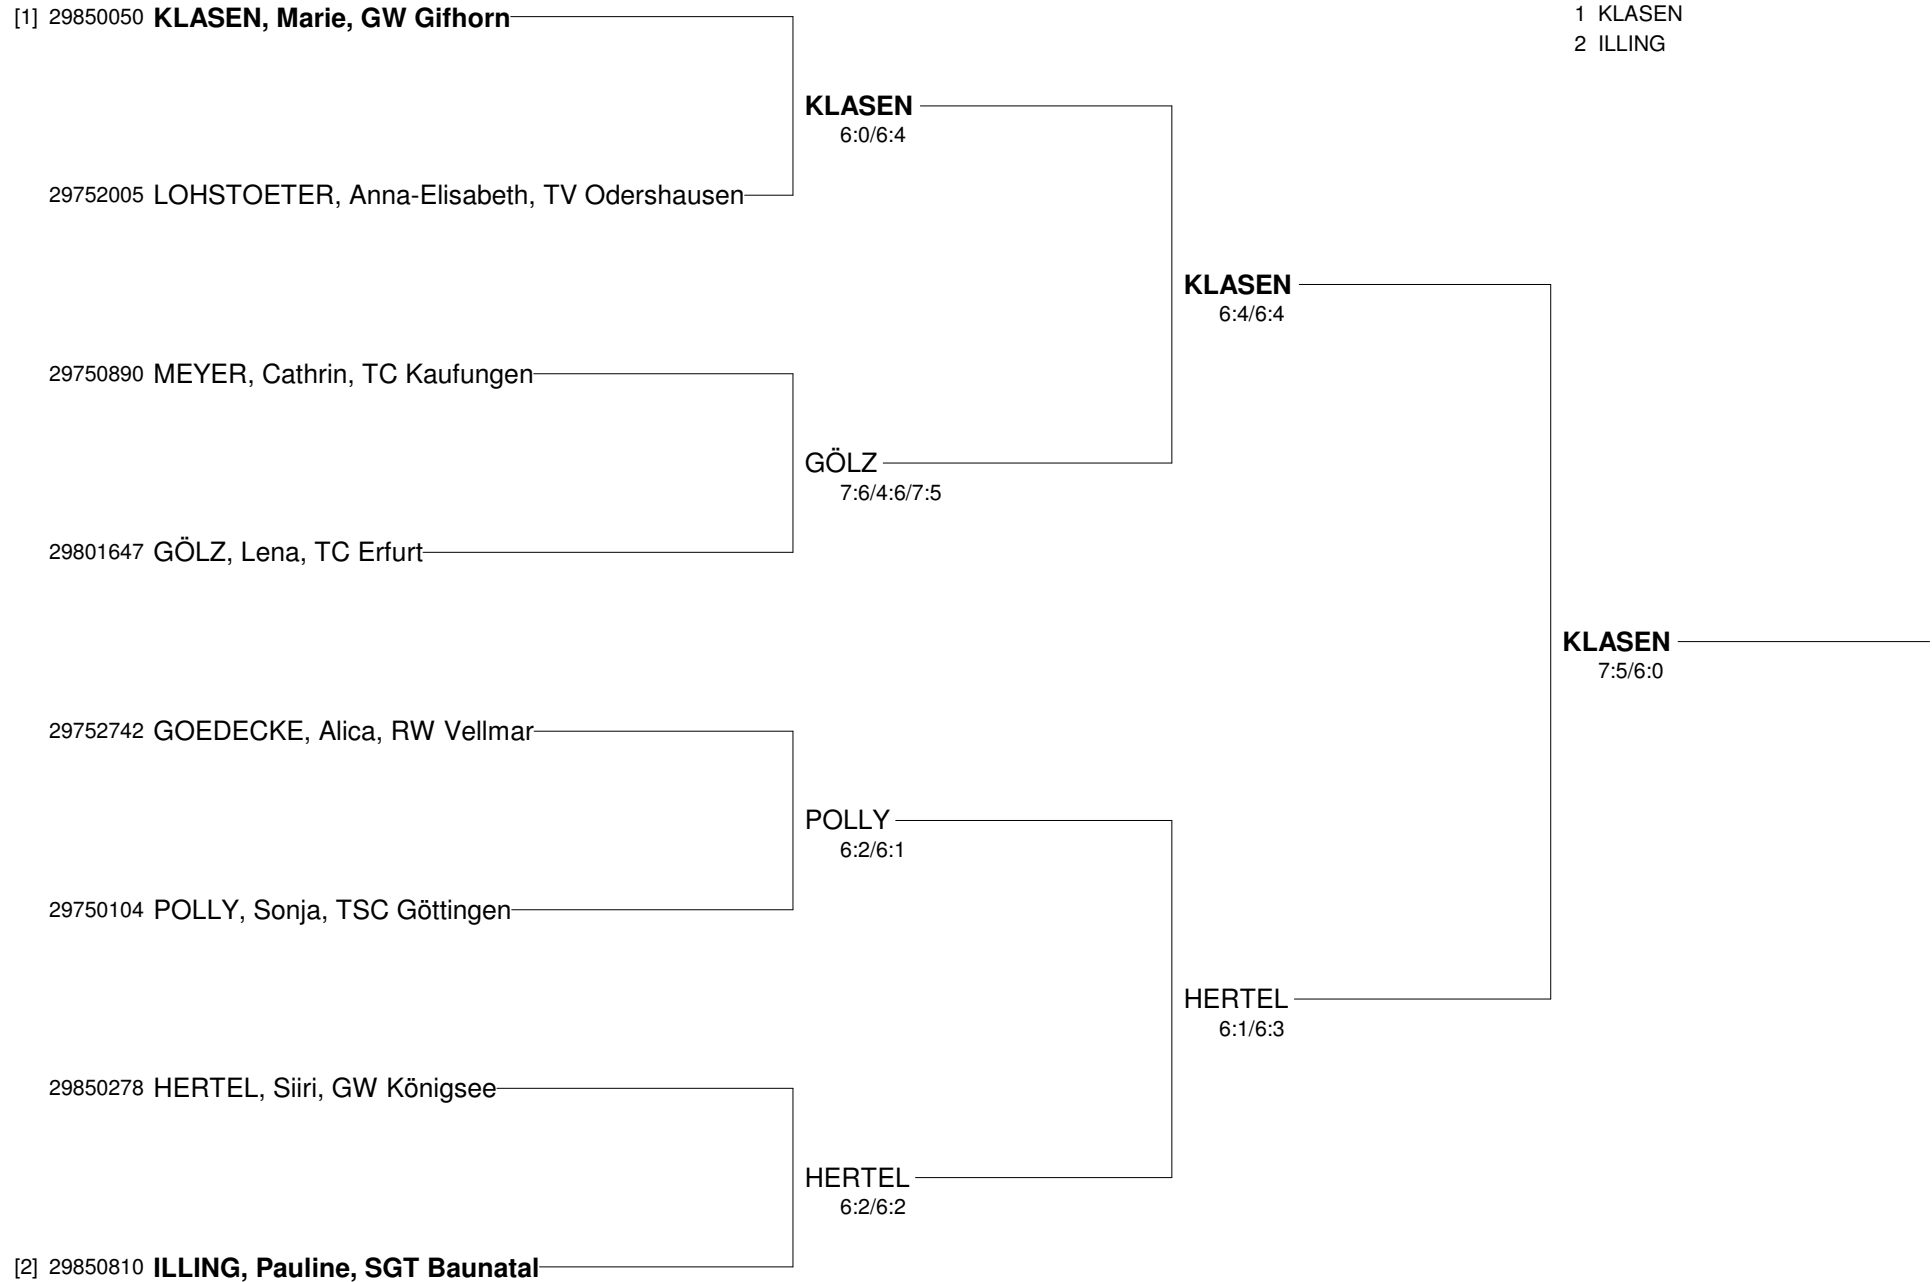 [1] 29850050 KLASEN, Marie, GW Gifhorn
1 KLASEN
2 ILLING
KLASEN
6:0/6:4
29752005 LOHSTOETER, Anna-Elisabeth, TV Odershausen
KLASEN
6:4/6:4
29750890 MEYER, Cathrin, TC Kaufungen
GÖLZ
7:6/4:6/7:5
29801647 GÖLZ, Lena, TC Erfurt
KLASEN
7:5/6:0
29752742 GOEDECKE, Alica, RW Vellmar
POLLY
6:2/6:1
29750104 POLLY, Sonja, TSC Göttingen
HERTEL
6:1/6:3
29850278 HERTEL, Siiri, GW Königsee
HERTEL
6:2/6:2
[2] 29850810 ILLING, Pauline, SGT Baunatal